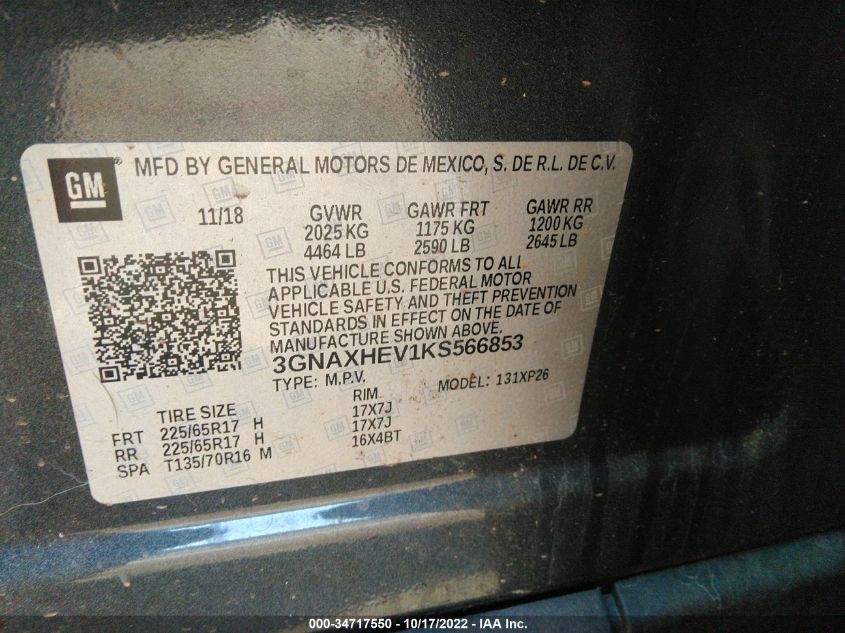 GM
MFD BY GENERAL MOTORS DE MEXICO, S. DE R.L. DE C.V.
11/18 GVWR GAWR FRT GAWR RR
2025 KG 1175 KG 1200 KG
4464 LB 2590 LB 2645 LB
THIS VEHICLE CONFORMS TO ALL
APPLICABLE U.S. FEDERAL MOTOR
VEHICLE SAFETY AND THEFT PREVENTION
STANDARDS IN EFFECT ON THE DATE OF
MANUFACTURE SHOWN ABOVE.
3GNAXHEV1KS566853
TYPE: M.P.V. MODEL: 131XP26
TIRE SIZE RIM
FRT 225/65R17 H 17X7J
RR 225/65R17 H 17X7J
SPA T135/70R16 M 16X4BT
000-34717550 - 10/17/2022 - IAA Inc.